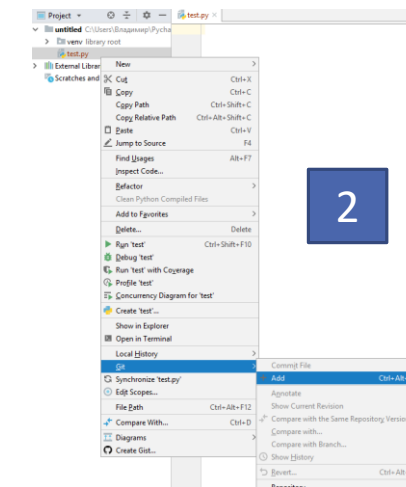 Project
test.py
untitled C:\Users\Владимир\Pycha
venv library root
test.py
External Librar
Scratches and
New
Cut Ctrl+X
Copy Ctrl+C
Copy Path Ctrl+Shift+C
Copy Relative Path Ctrl+Alt+Shift+C
Paste Ctrl+V
Jump to Source F4
Find Usages Alt+F7
Inspect Code...
Refactor
Clean Python Compiled Files
Add to Favorites
Delete... Delete
Run 'test' Ctrl+Shift+F10
Debug 'test'
Run 'test' with Coverage
Profile 'test'
Concurrency Diagram for 'test'
Create 'test'...
Show in Explorer
Open in Terminal
Local History
Git
Synchronize 'test.py'
Edit Scopes...
File Path Ctrl+Alt+F12
Compare With... Ctrl+D
Diagrams
Create Gist...
2
Commit File
Add Ctrl+Alt
Annotate
Show Current Revision
Compare with the Same Repository Versio
Compare with...
Compare with Branch...
Show History
Revert... Ctrl+Alt
Repository